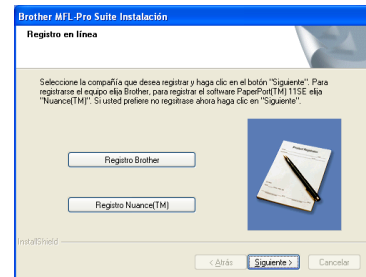 Brother MFL-Pro Suite Instalación
Registro en línea
Seleccione la compañía que desea registrar y haga clic en el botón "Siguiente". Para
registrarse el equipo elija Brother, para registrar el software PaperPort(TM) 11SE elija
"Nuance(TM)". Si usted prefiere no regsitrase ahora haga clic en "Siguiente".
Registro Brother
Registro Nuance(TM)
InstallShield
< Atrás
Siguiente >
Cancelar